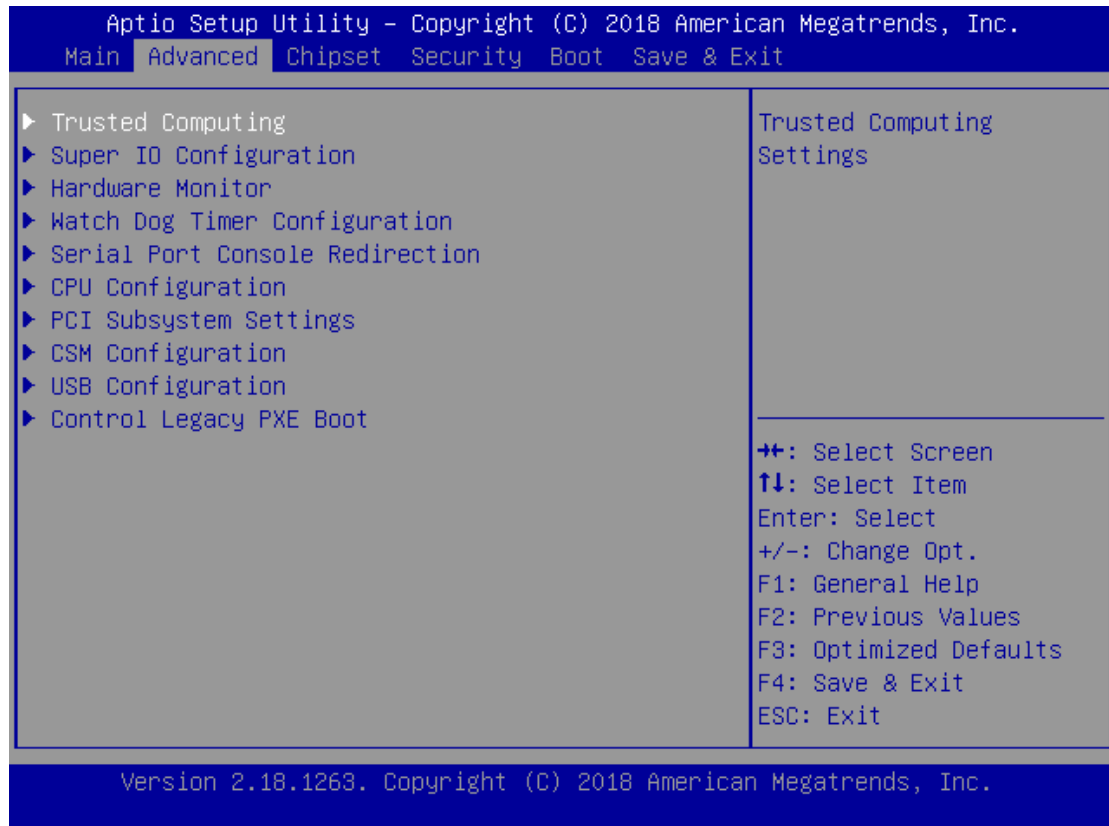 Aptio Setup Utility – Copyright (C) 2018 American Megatrends, Inc.
Main Advanced Chipset Security Boot Save & Exit
▶ Trusted Computing
▶ Super IO Configuration
▶ Hardware Monitor
▶ Watch Dog Timer Configuration
▶ Serial Port Console Redirection
▶ CPU Configuration
▶ PCI Subsystem Settings
▶ CSM Configuration
▶ USB Configuration
▶ Control Legacy PXE Boot
Trusted Computing
Settings
→←: Select Screen
↑↓: Select Item
Enter: Select
+/-: Change Opt.
F1: General Help
F2: Previous Values
F3: Optimized Defaults
F4: Save & Exit
ESC: Exit
Version 2.18.1263. Copyright (C) 2018 American Megatrends, Inc.